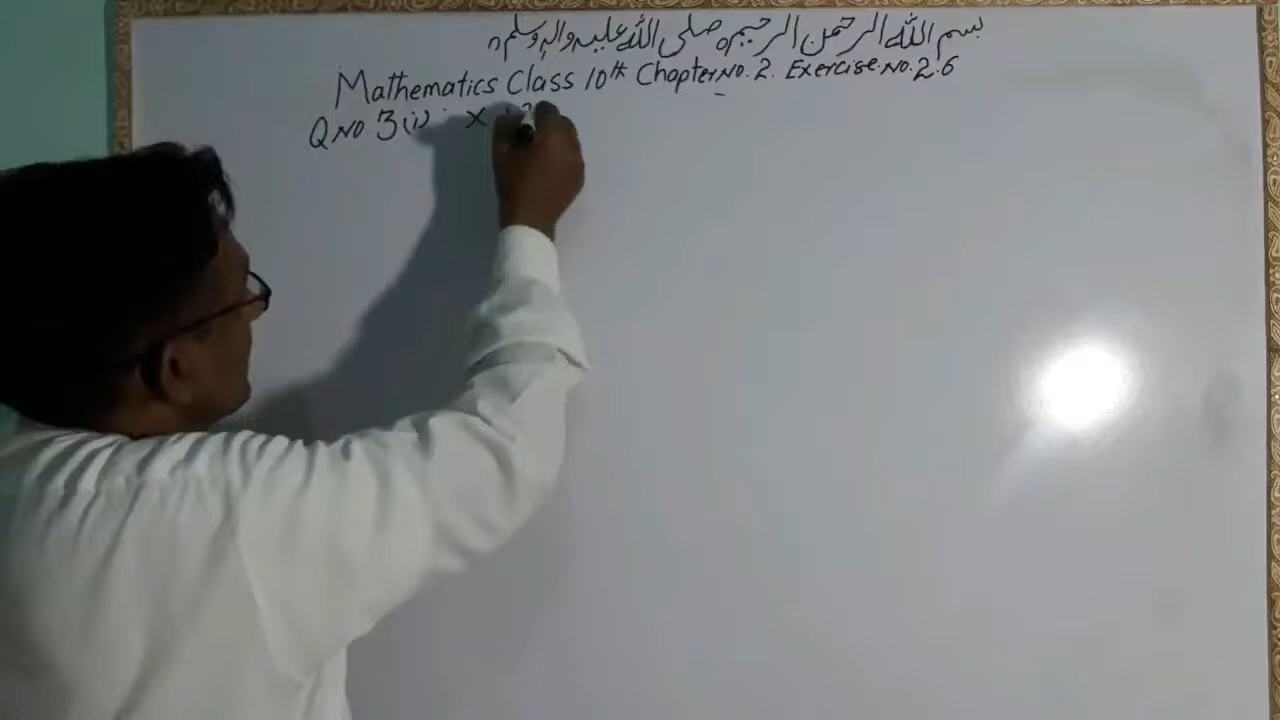 بسم اللہ الرحمن الرحیم صلی اللہ علیہ والہ وسلم
Mathematics Class 10th Chapter No. 2. Exercise. No. 2.6
Q NO 3 (i) x